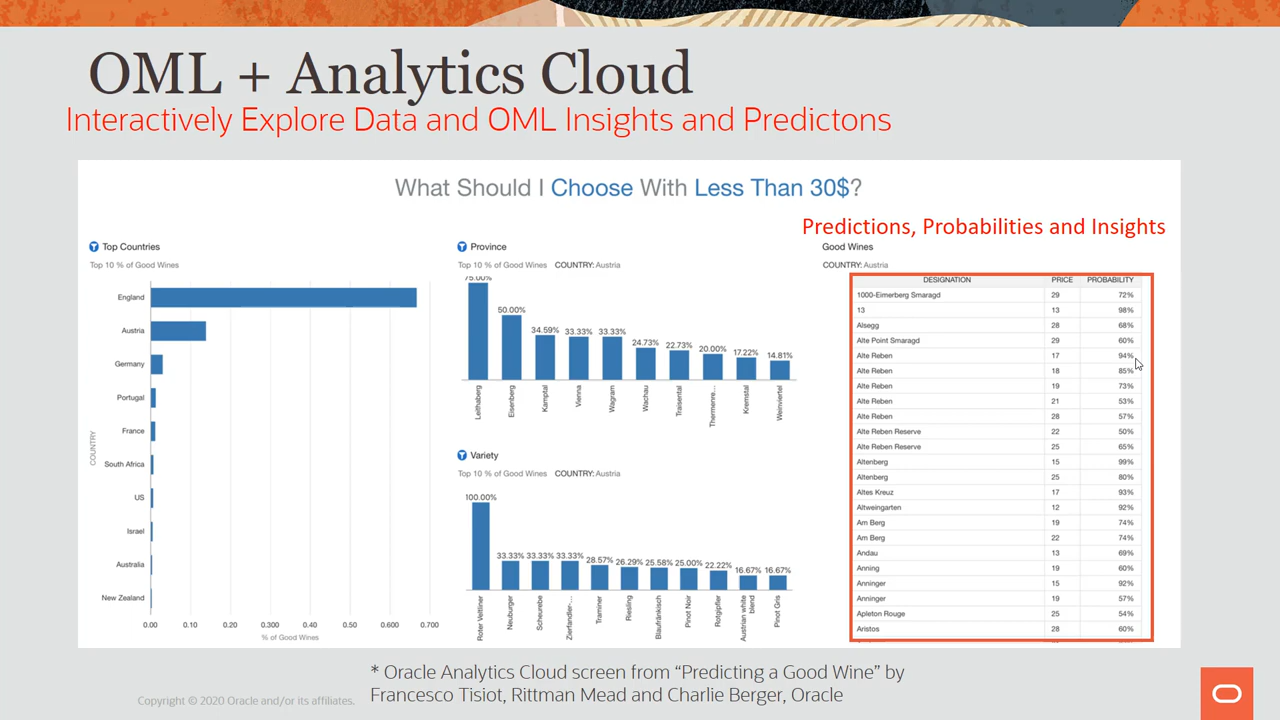 OML + Analytics Cloud
Interactively Explore Data and OML Insights and Predictons
What Should I Choose With Less Than 30$?
Predictions, Probabilities and Insights
Top Countries
Top 10 % of Good Wines
England
Austria
Germany
Portugal
France
South Africa
US
Israel
Australia
New Zealand
COUNTRY
0.00 0.10 0.20 0.30 0.40 0.50 0.600 0.700
% of Good Wines
Province
Top 10 % of Good Wines COUNTRY: Austria
75.00%
50.00%
34.59% 33.33% 33.33%
24.73% 22.73% 20.00% 17.22% 14.81%
Leithaberg
Eisenberg
Kamptal
Vienna
Wagram
Wachau
Traisental
Thermenre...
Kremstal
Weinviertel
Variety
Top 10 % of Good Wines COUNTRY: Austria
100.00%
33.33% 33.33% 33.33% 28.57% 26.29% 25.58% 25.00% 22.22% 16.67% 16.67%
Roter Veltliner
Neuburger
Scheurebe
Zierfandler-...
Traminer
Riesling
Blaufränkisch
Pinot Noir
Rotgipfler
Austrian white
blend
Pinot Gris
Good Wines
COUNTRY: Austria
DESIGNATION PRICE PROBABILITY
1000-Eimerberg Smaragd 29 72%
13 13 98%
Alsegg 28 68%
Alte Point Smaragd 29 60%
Alte Reben 17 94%
Alte Reben 18 85%
Alte Reben 19 73%
Alte Reben 21 53%
Alte Reben 28 57%
Alte Reben Reserve 22 50%
Alte Reben Reserve 25 65%
Altenberg 15 99%
Altenberg 25 80%
Altes Kreuz 17 93%
Altweingarten 12 92%
Am Berg 19 74%
Am Berg 22 74%
Andau 13 69%
Anning 19 60%
Anninger 15 92%
Anninger 19 57%
Apleton Rouge 25 54%
Aristos 28 60%
* Oracle Analytics Cloud screen from “Predicting a Good Wine” by
Francesco Tisiot, Rittman Mead and Charlie Berger, Oracle
Copyright © 2020 Oracle and/or its affiliates.